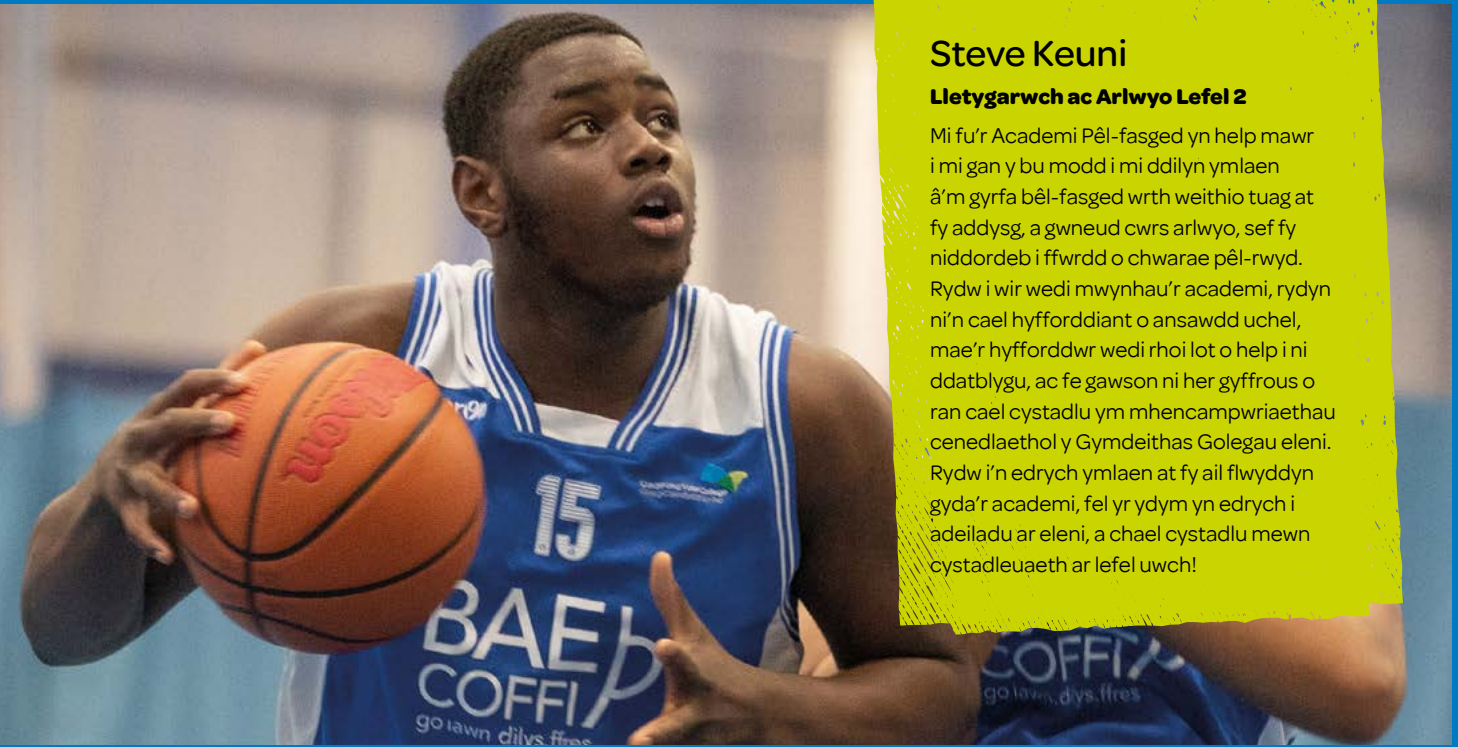 Steve Keuni
Lletygarwch ac Arlwyo Lefel 2
Mi fu'r Academi Pêl-fasged yn help mawr
i mi gan y bu modd i mi ddilyn ymlaen
â'm gyrfa bêl-fasged wrth weithio tuag at
fy addysg, a gwneud cwrs arlwyo, sef fy
niddordeb i ffwrdd o chwarae pêl-rwyd.
Rydw i wir wedi mwynhau'r academi, rydyn
ni'n cael hyfforddiant o ansawdd uchel,
mae'r hyfforddwr wedi rhoi lot o help i ni
ddatblygu, ac fe gawson ni her gyffrous o
ran cael cystadlu ym mhencampwriaethau
cenedlaethol y Gymdeithas Golegau eleni.
Rydw i'n edrych ymlaen at fy ail flwyddyn
gyda'r academi, fel yr ydym yn edrych i
adeiladu ar eleni, a chael cystadlu mewn
cystadleuaeth ar lefel uwch!
Wilson
15
BAE
COFFI
go iawn.dilys.ffres
COFFI
go iawn.dilys.ffres